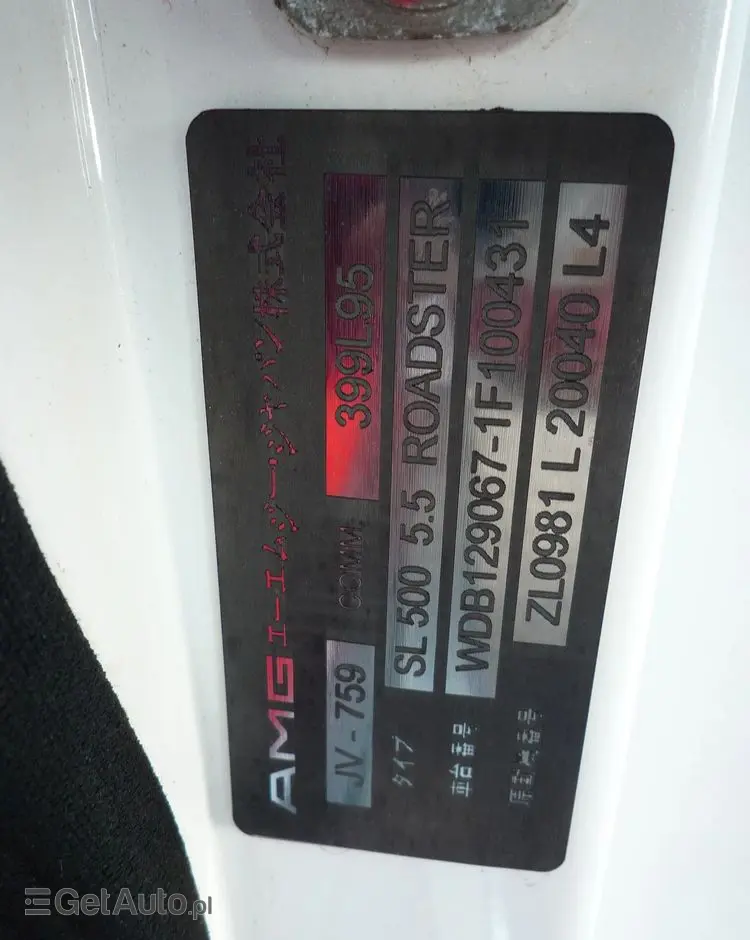 AMG エーエムジージャパン株式会社
JV - 759 COMM. 399L95
タイプ SL 500 5.5 ROADSTER
車台番号 WDB129067-1F100431
原動機番号 ZL0981 L 20040 L4
GetAuto.pl